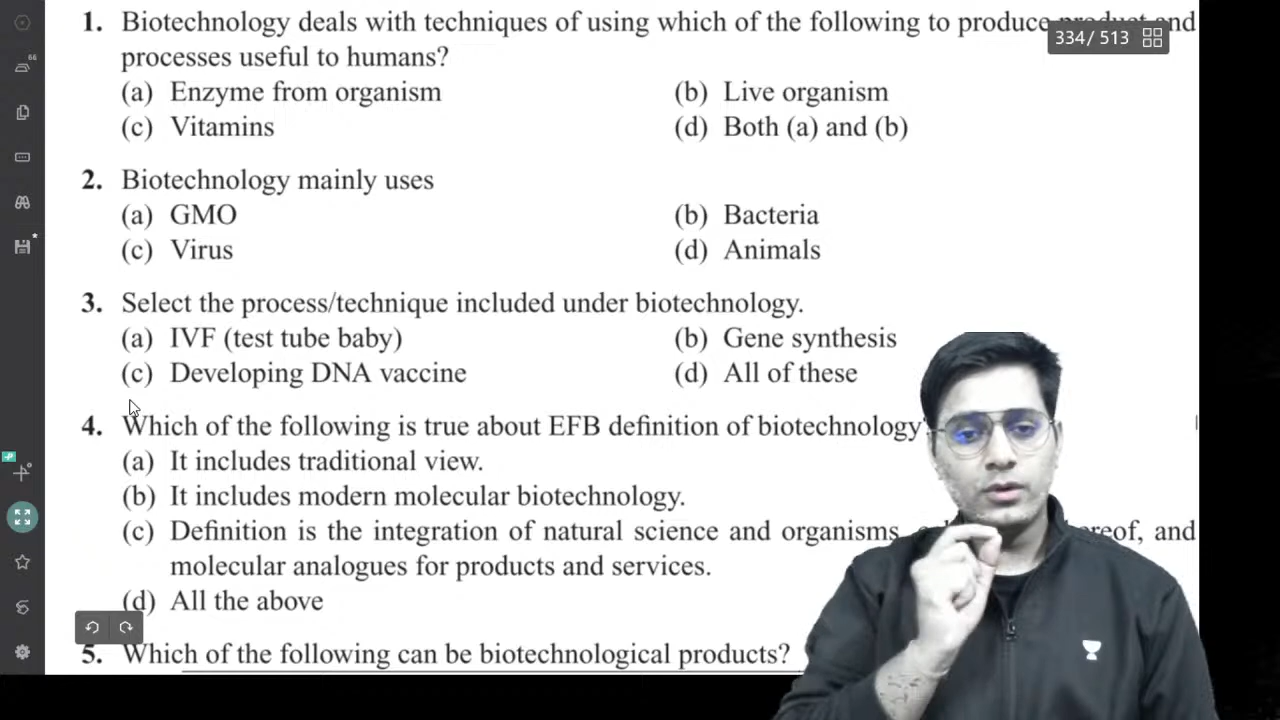 1. Biotechnology deals with techniques of using which of the following to produce product and
334/ 513
processes useful to humans?
(a) Enzyme from organism (b) Live organism
(c) Vitamins (d) Both (a) and (b)
2. Biotechnology mainly uses
(a) GMO (b) Bacteria
(c) Virus (d) Animals
3. Select the process/technique included under biotechnology.
(a) IVF (test tube baby) (b) Gene synthesis
(c) Developing DNA vaccine (d) All of these
4. Which of the following is true about EFB definition of biotechnology
(a) It includes traditional view.
(b) It includes modern molecular biotechnology.
(c) Definition is the integration of natural science and organisms, and
molecular analogues for products and services.
(d) All the above
5. Which of the following can be biotechnological products?